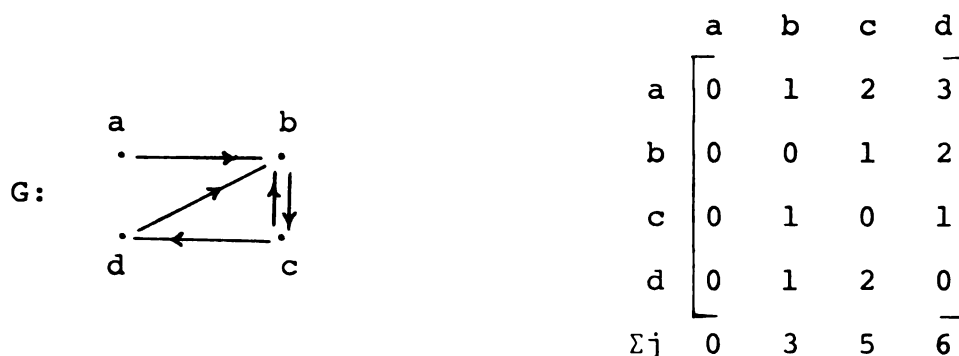 G:
a b
d c
a b c d
a 0 1 2 3
b 0 0 1 2
c 0 1 0 1
d 0 1 2 0
Σj 0 3 5 6